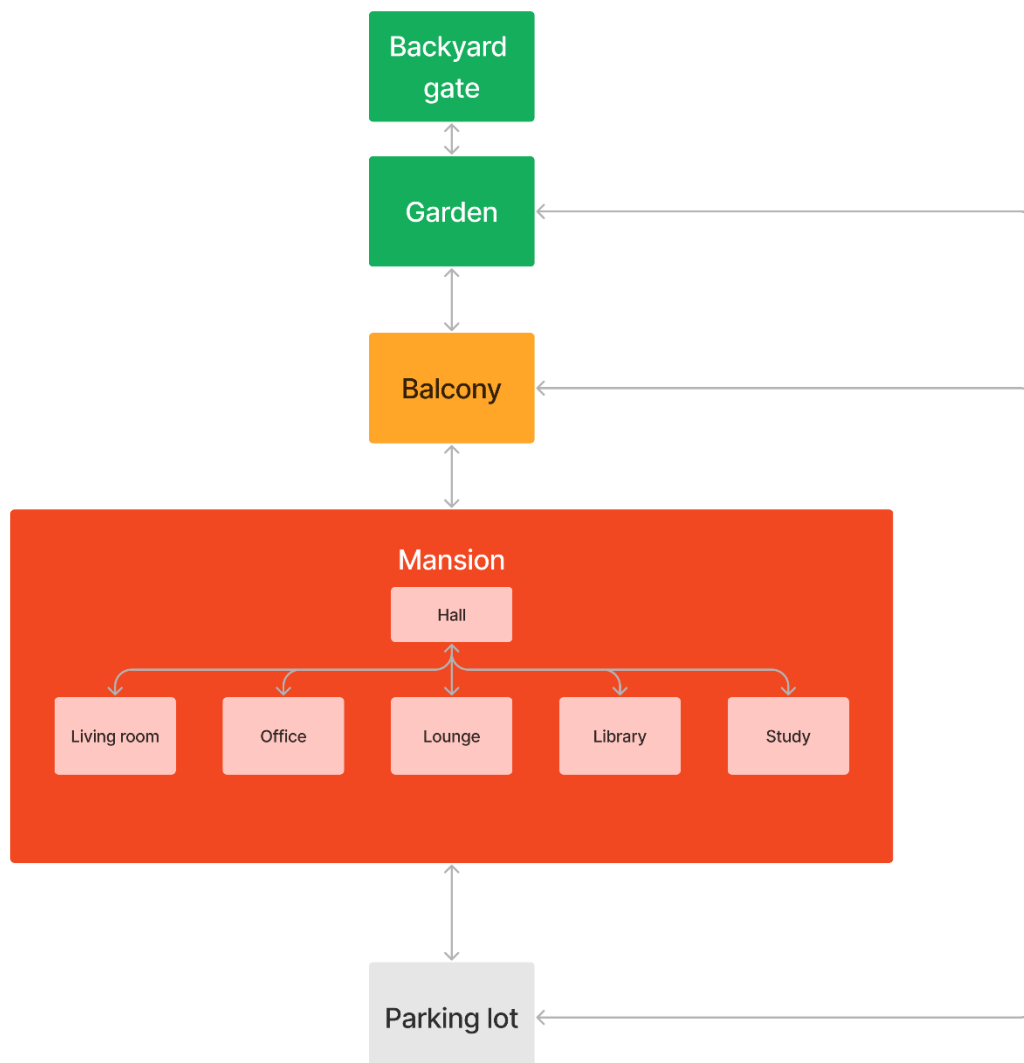 Backyard
gate
Garden
Balcony
Mansion
Hall
Living room
Office
Lounge
Library
Study
Parking lot